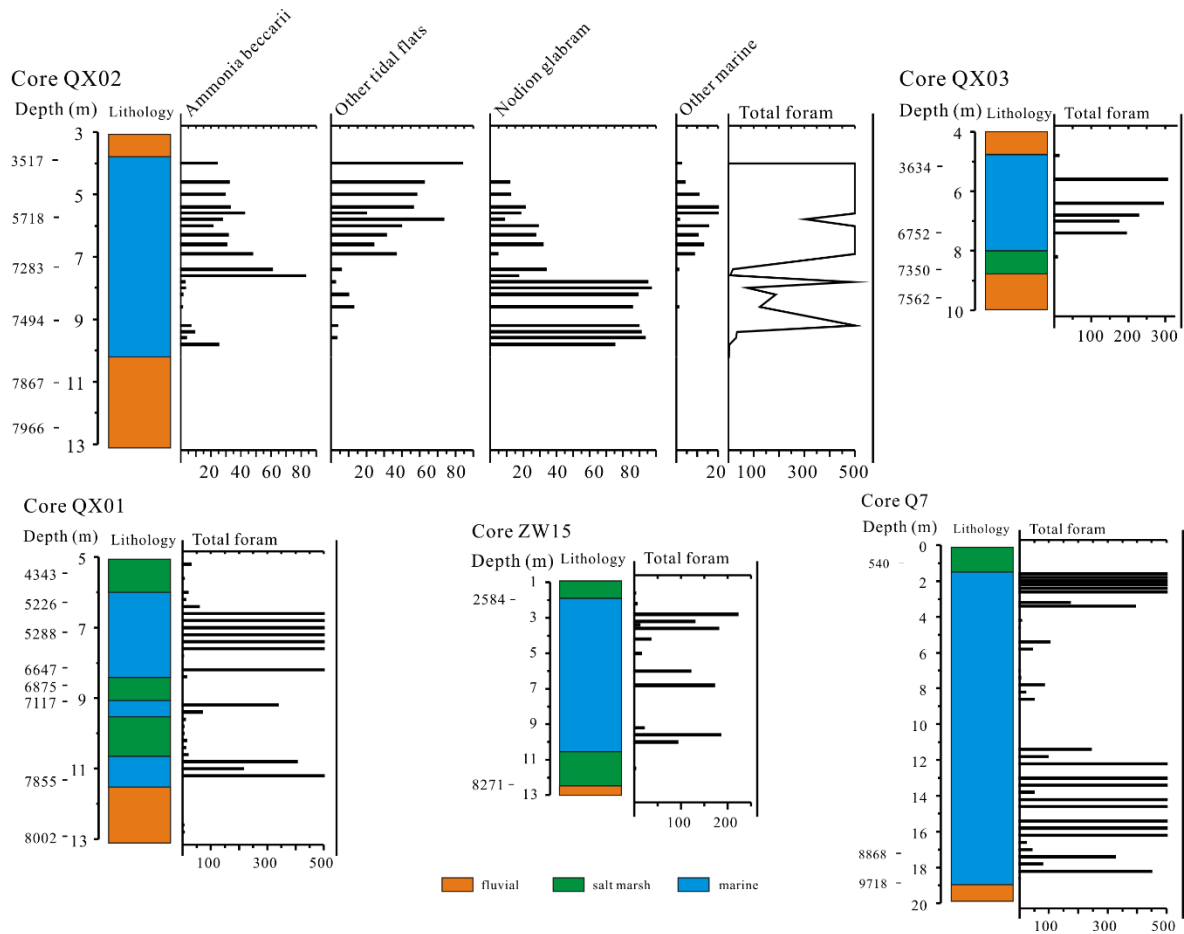 Core QX02
Depth (m)
Lithology
Ammonia beccarii
Other tidal flats
Nodion glabram
Other marine
Total foram
3
5
7
9
11
13
3517
5718
7283
7494
7867
7966
20 40 60 80
20 40 60 80
20 40 60 80
20
100 300 500
Core QX03
Depth (m)
Lithology
Total foram
4
6
8
10
3634
6752
7350
7562
100 200 300
Core QX01
Depth (m)
Lithology
Total foram
5
7
9
11
13
4343
5226
5288
6647
6875
7117
7855
8002
100 300 500
Core ZW15
Depth (m)
Lithology
Total foram
1
3
5
7
9
11
13
2584
8271
100 200
Core Q7
Depth (m)
Lithology
Total foram
0
2
4
6
8
10
12
14
16
18
20
540
8868
9718
100 300 500
fluvial
salt marsh
marine